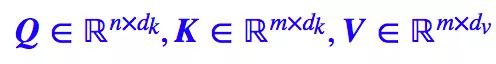 Q ∈ ℝ^{n×d_k}, K ∈ ℝ^{m×d_k}, V ∈ ℝ^{m×d_v}